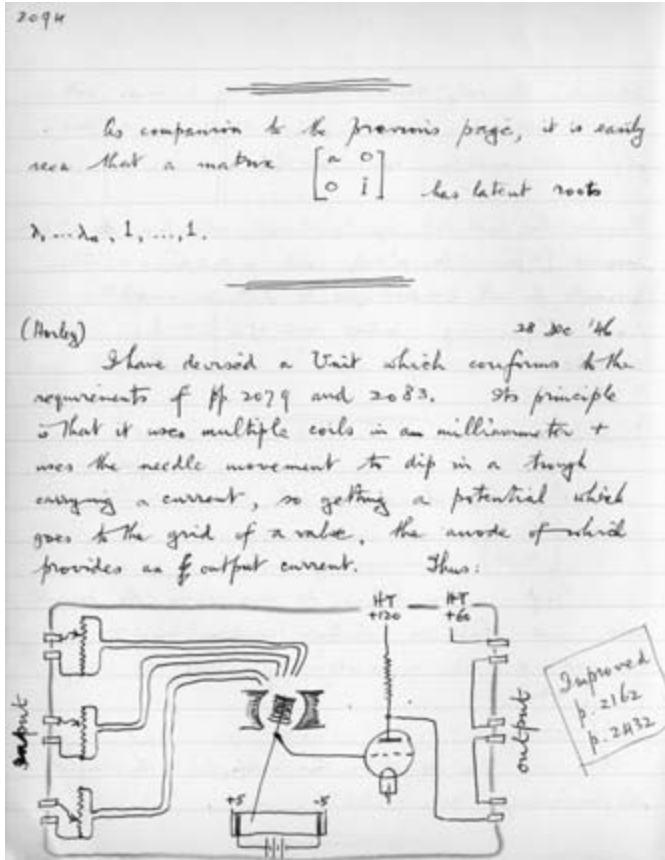 2094
As companion to the previous page, it is easily
seen that a matrix [a 0
0 I] has latent roots
λ, ... λn, 1, ..., 1.
(Horley) 28 Dec '46.
I have devised a Unit which conforms to the
requirements of pp 2079 and 2083. Its principle
is that it uses multiple coils in a milliammeter +
uses the needle movement to dip in a trough
carrying a current, so getting a potential which
goes to the grid of a valve, the anode of which
provides an output current. Thus:
HT
+120
HT
+60
input
output
Improved
p. 2162
p. 2432
+5
-5